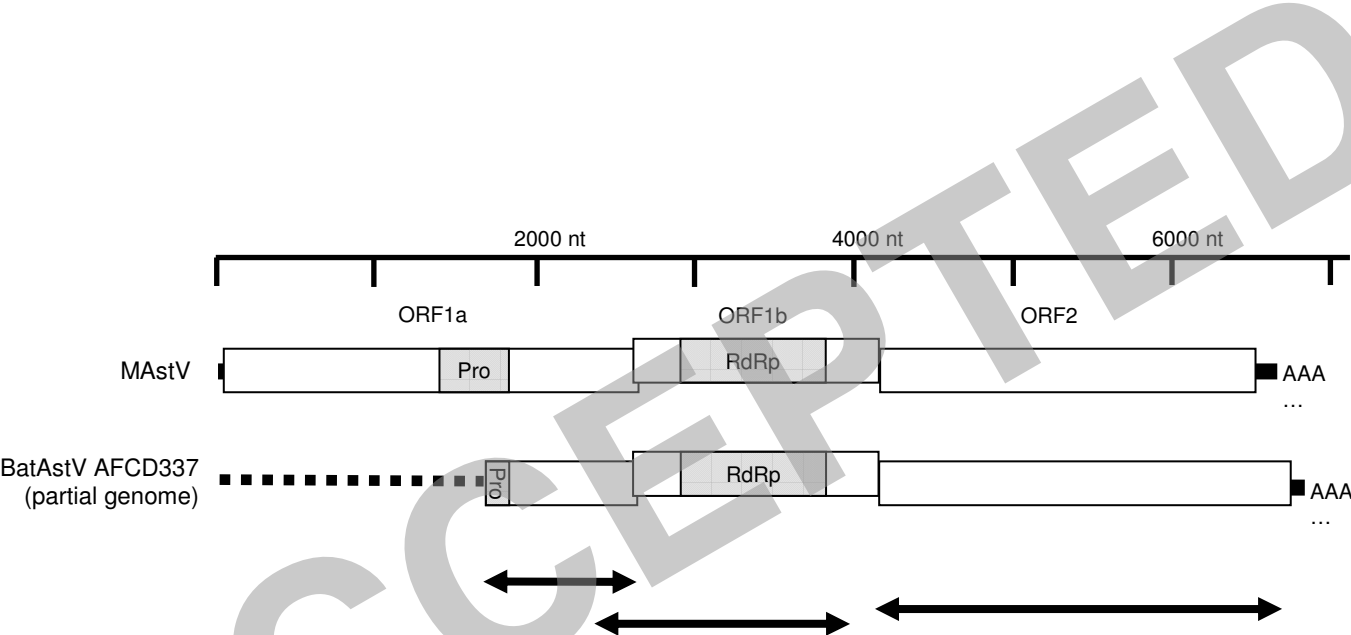 2000 nt 4000 nt 6000 nt
ORF1a ORF1b ORF2
MAstV Pro RdRp AAA
...
BatAstV AFCD337
(partial genome) Pro RdRp AAA
...
CCEPTED